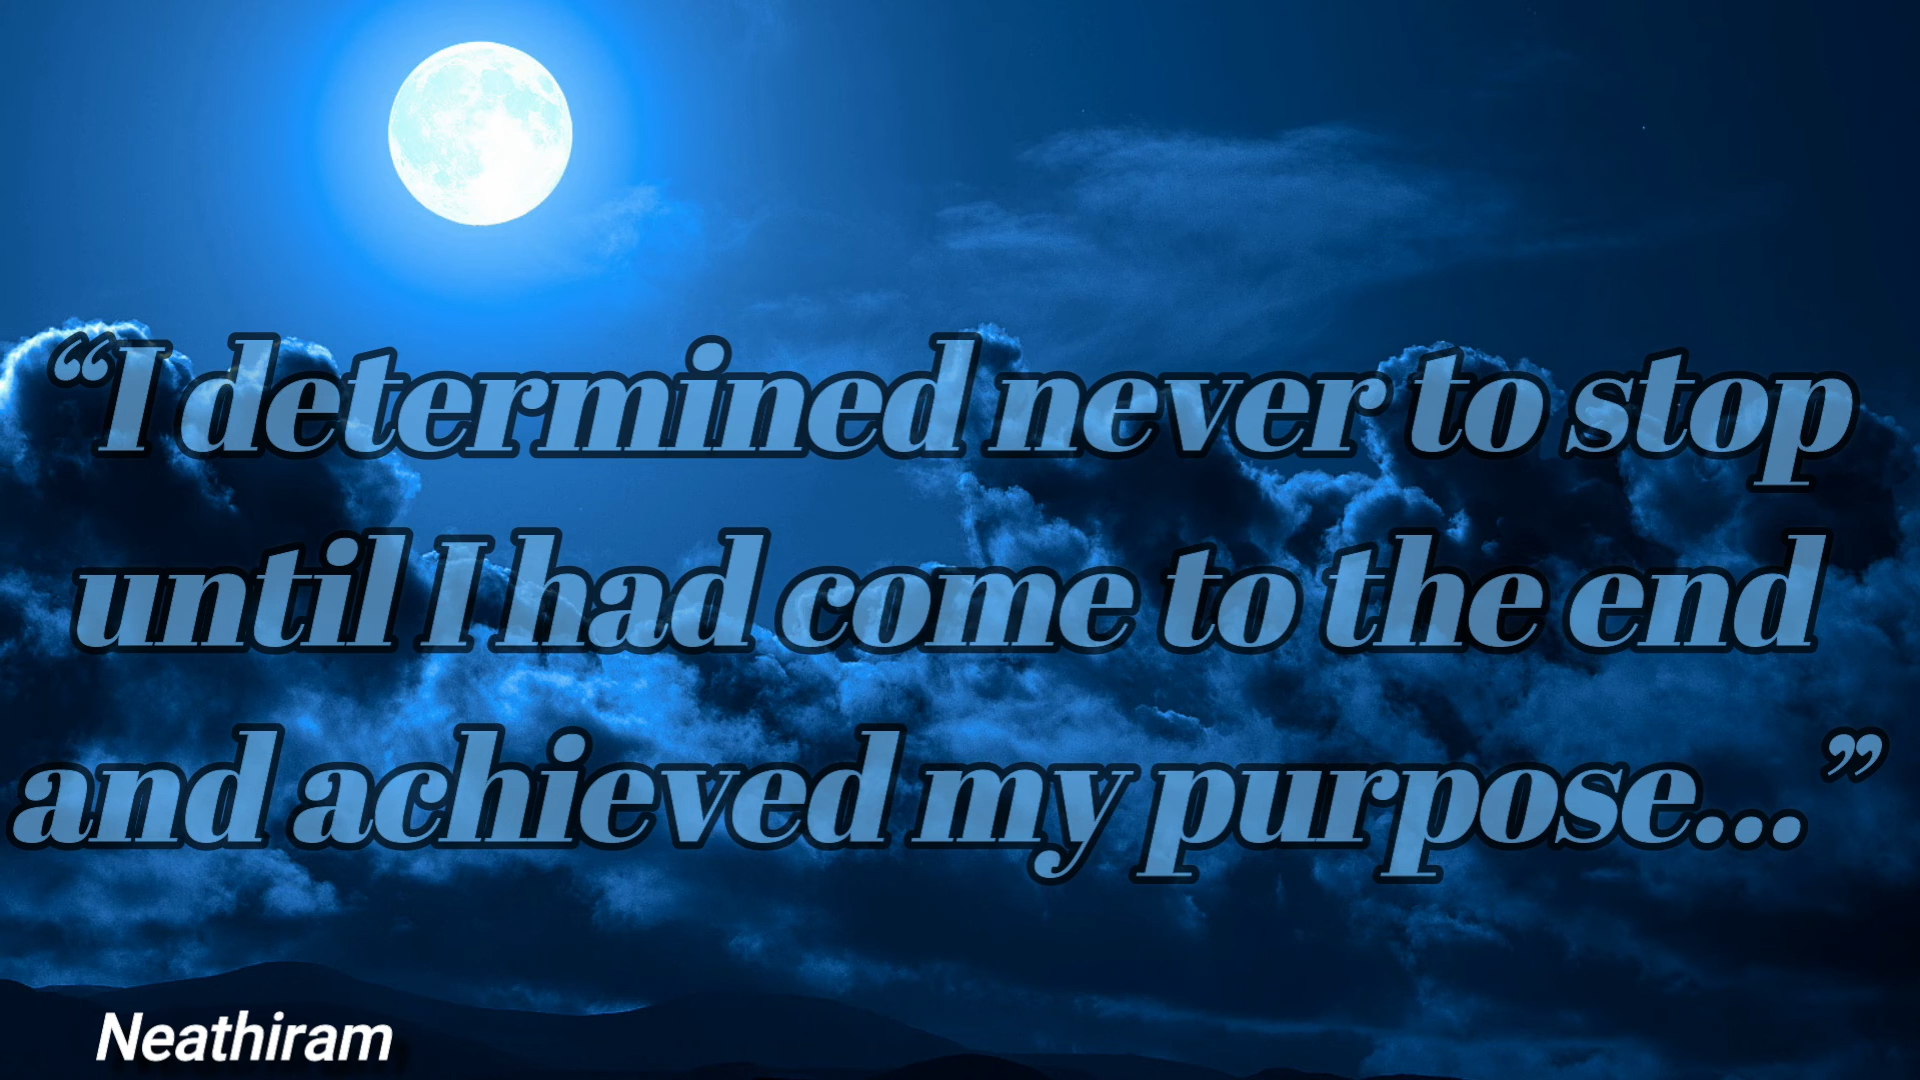 “I determined never to stop
until I had come to the end
and achieved my purpose...”
Neathiram